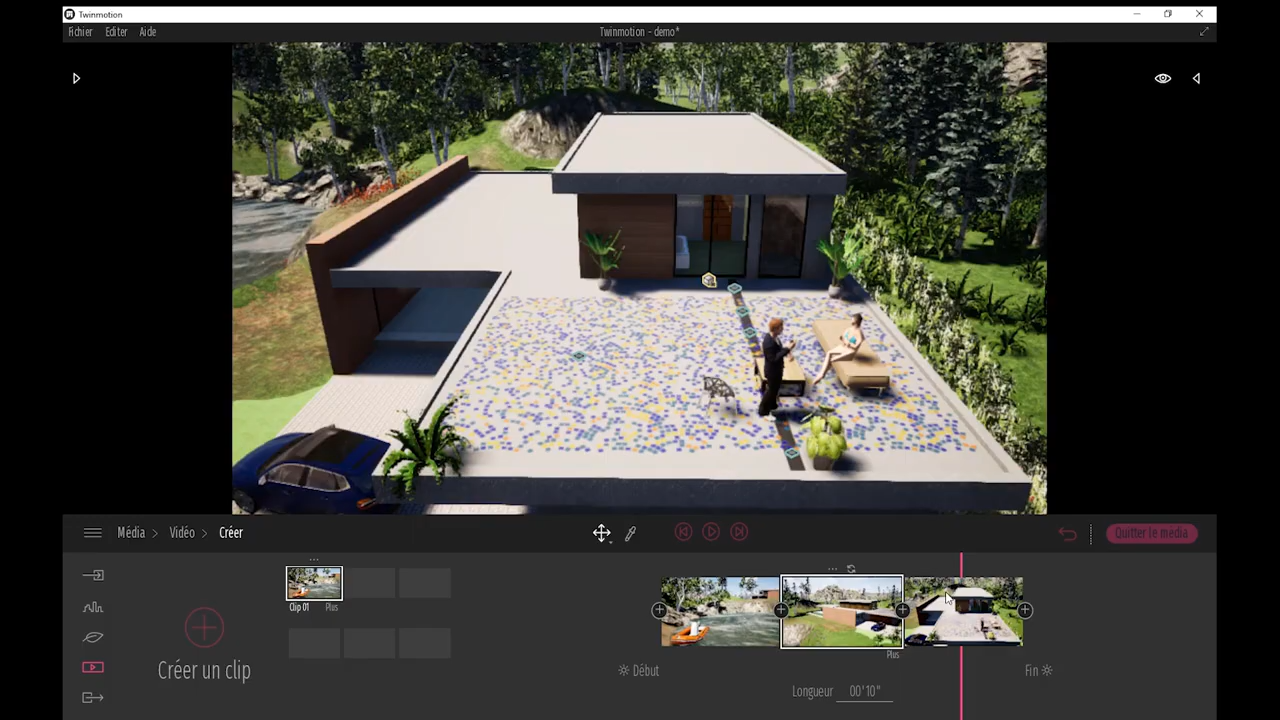 Twinmotion
Fichier Editer Aide Twinmotion - demo*
Média > Vidéo > Créer
Quitter le média
Créer un clip
Clip 01 Plus
Plus
Début
Fin
Longueur 00'10"